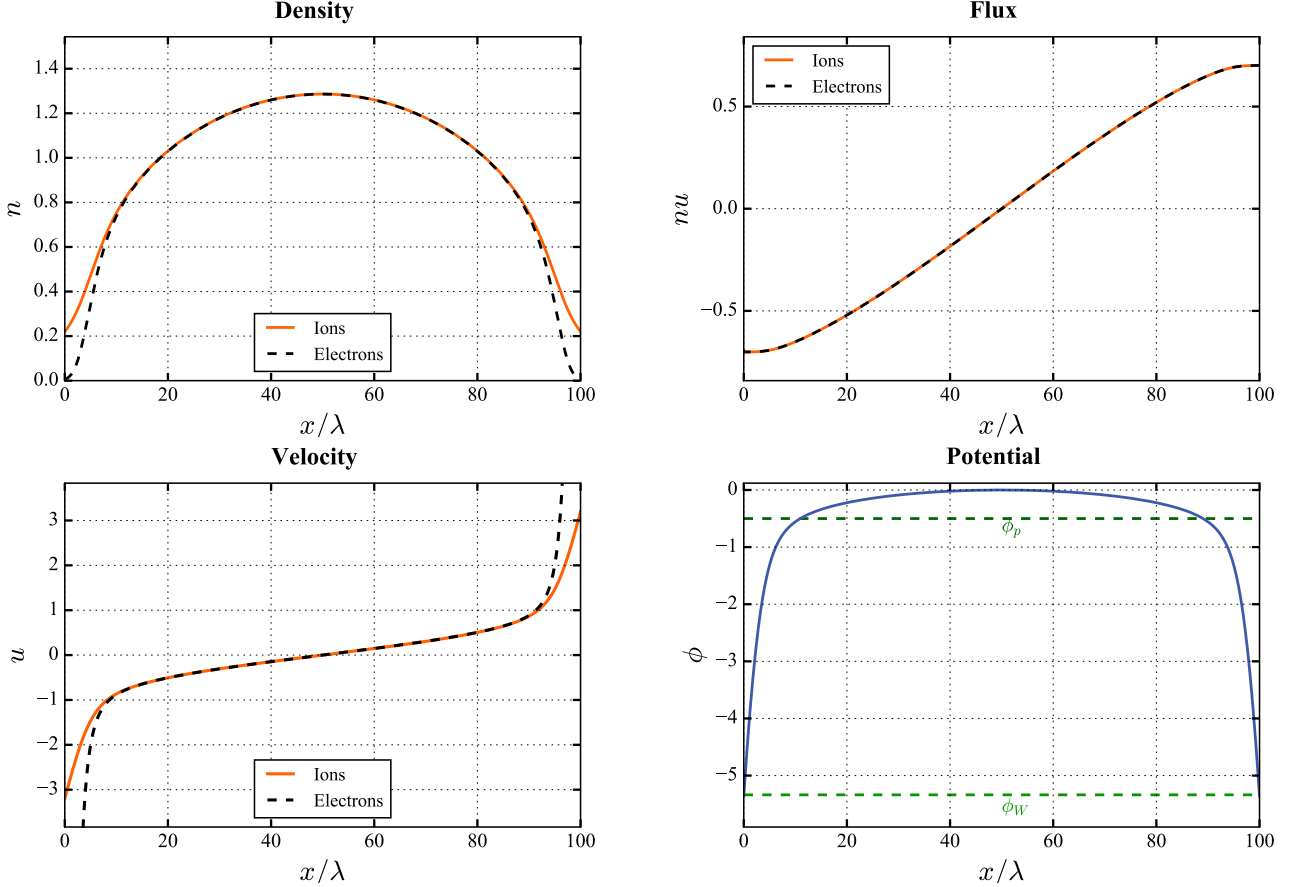 Density
n
1.4
1.2
1.0
0.8
0.6
0.4
0.2
0.0
Ions
Electrons
0 20 40 60 80 100
x/λ
Flux
nu
0.5
0.0
−0.5
Ions
Electrons
0 20 40 60 80 100
x/λ
Velocity
u
3
2
1
0
−1
−2
−3
Ions
Electrons
0 20 40 60 80 100
x/λ
Potential
ϕ
0
−1
−2
−3
−4
−5
ϕ_p
ϕ_W
0 20 40 60 80 100
x/λ